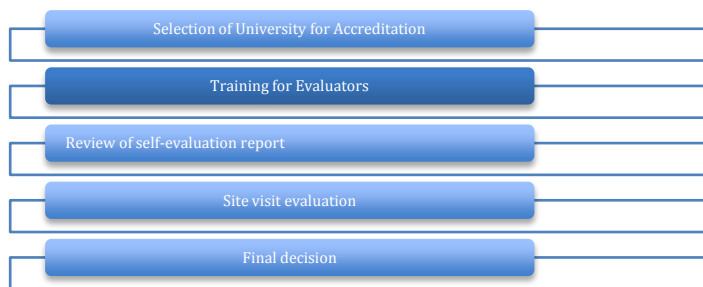 Selection of University for Accreditation
Training for Evaluators
Review of self-evaluation report
Site visit evaluation
Final decision